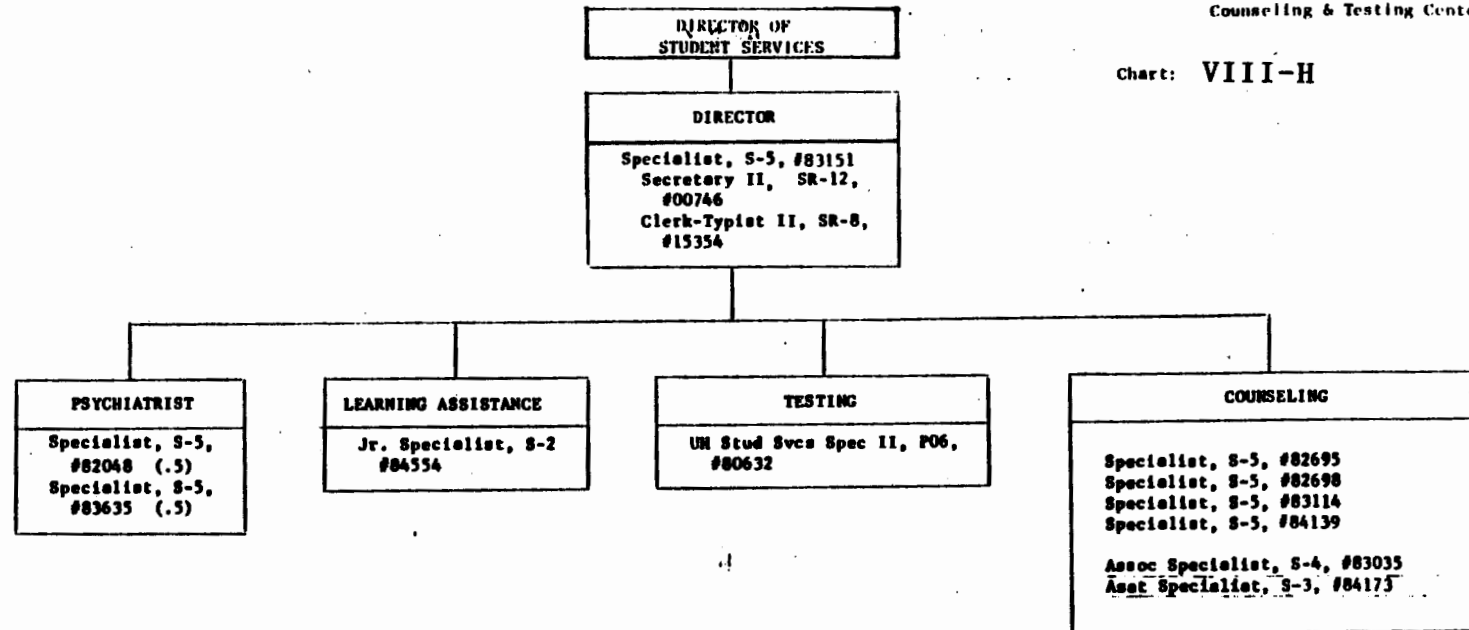 Counseling & Testing Cente
Chart: VIII-H
DIRECTOR OF
STUDENT SERVICES
DIRECTOR
Specialist, S-5, #83151
Secretary II, SR-12,
#00746
Clerk-Typist II, SR-8,
#15354
PSYCHIATRIST
Specialist, S-5,
#82048 (.5)
Specialist, S-5,
#83635 (.5)
LEARNING ASSISTANCE
Jr. Specialist, S-2
#84554
TESTING
UH Stud Svcs Spec II, P06,
#80632
COUNSELING
Specialist, S-5, #82695
Specialist, S-5, #82698
Specialist, S-5, #83114
Specialist, S-5, #84139
Assoc Specialist, S-4, #83035
Asst Specialist, S-3, #84173